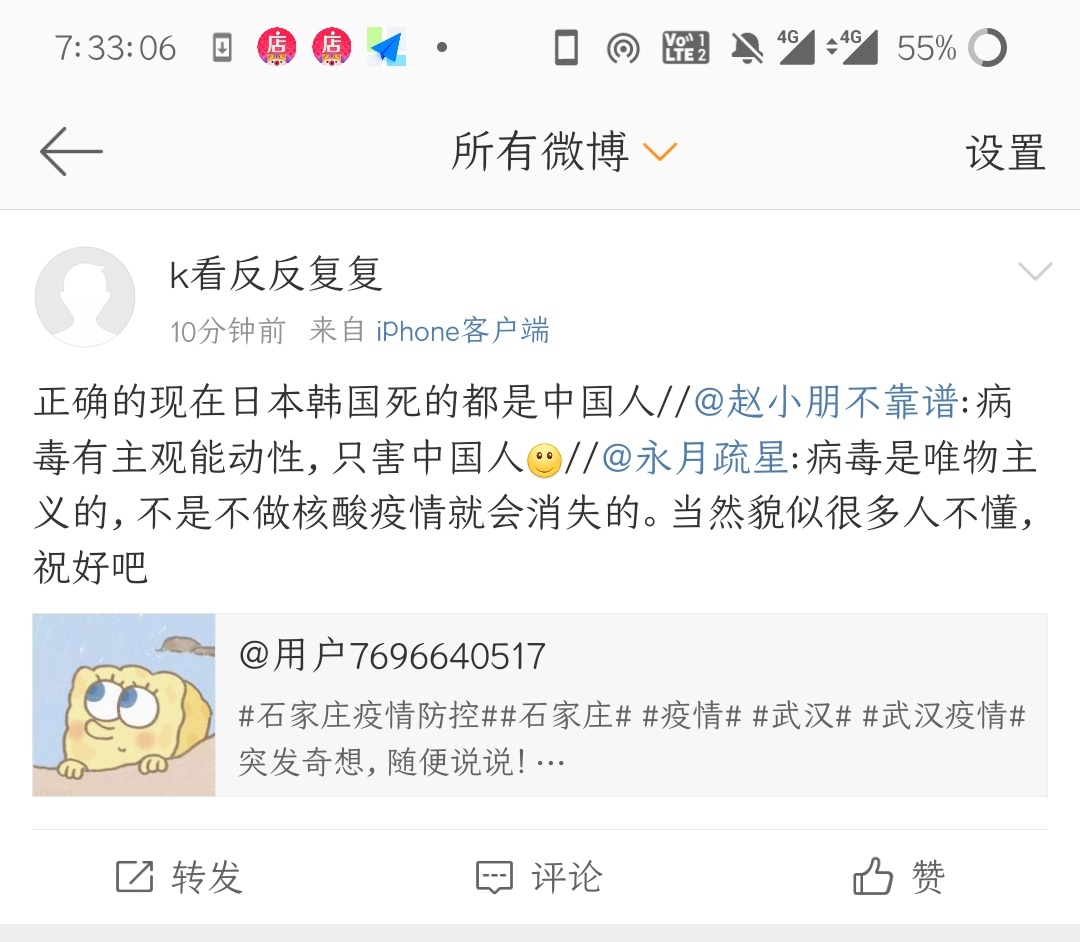 7:33:06 店 店 Vo)) 1 LTE 2 4G 4G 55%
所有微博 设置
k看反反复复
10分钟前 来自 iPhone客户端
正确的现在日本韩国死的都是中国人//@赵小朋不靠谱:病
毒有主观能动性,只害中国人//@永月疏星:病毒是唯物主
义的,不是不做核酸疫情就会消失的。当然貌似很多人不懂,
祝好吧
@用户7696640517
#石家庄疫情防控##石家庄# #疫情# #武汉# #武汉疫情#
突发奇想,随便说说!…
转发 评论 赞